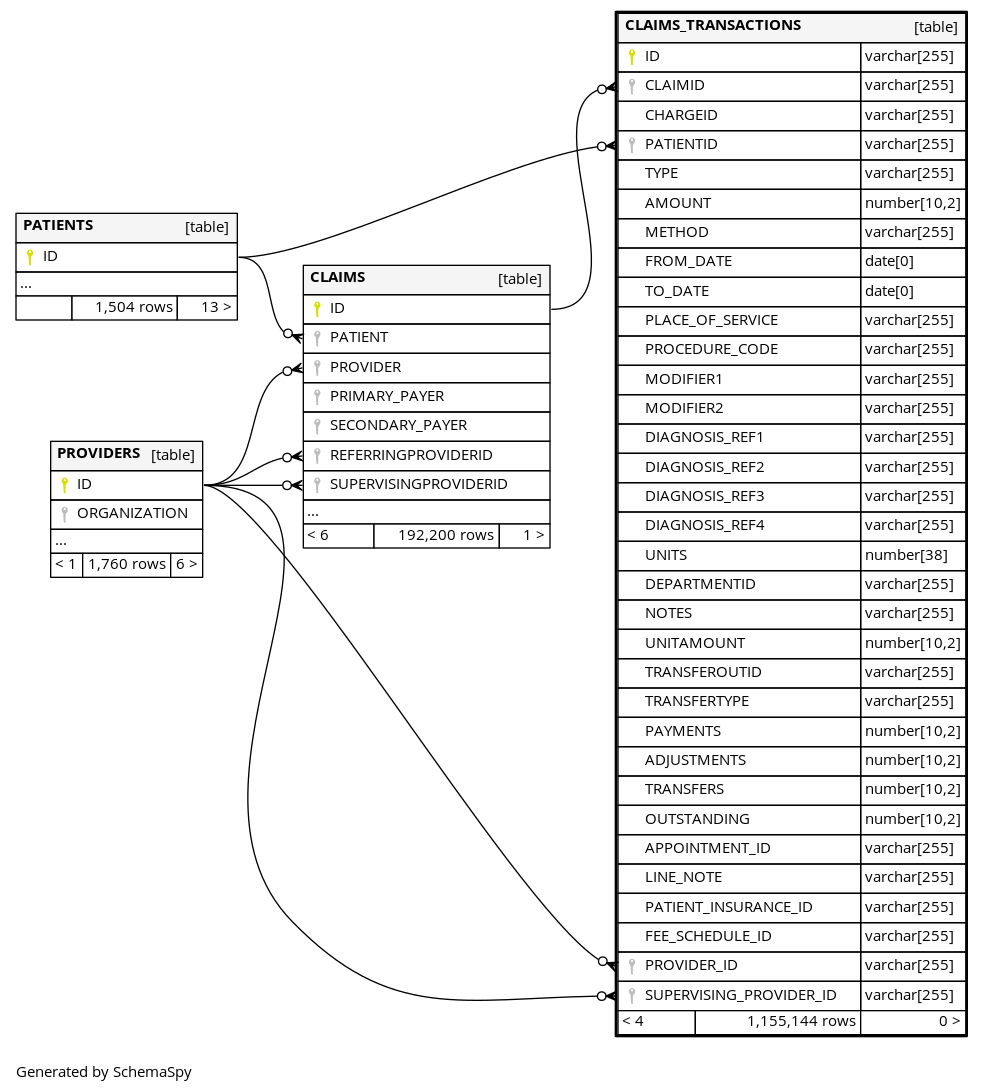 CLAIMS_TRANSACTIONS [table]
ID varchar[255]
CLAIMID varchar[255]
CHARGEID varchar[255]
PATIENTID varchar[255]
TYPE varchar[255]
AMOUNT number[10,2]
METHOD varchar[255]
FROM_DATE date[0]
TO_DATE date[0]
PLACE_OF_SERVICE varchar[255]
PROCEDURE_CODE varchar[255]
MODIFIER1 varchar[255]
MODIFIER2 varchar[255]
DIAGNOSIS_REF1 varchar[255]
DIAGNOSIS_REF2 varchar[255]
DIAGNOSIS_REF3 varchar[255]
DIAGNOSIS_REF4 varchar[255]
UNITS number[38]
DEPARTMENTID varchar[255]
NOTES varchar[255]
UNITAMOUNT number[10,2]
TRANSFEROUTID varchar[255]
TRANSFERTYPE varchar[255]
PAYMENTS number[10,2]
ADJUSTMENTS number[10,2]
TRANSFERS number[10,2]
OUTSTANDING number[10,2]
APPOINTMENT_ID varchar[255]
LINE_NOTE varchar[255]
PATIENT_INSURANCE_ID varchar[255]
FEE_SCHEDULE_ID varchar[255]
PROVIDER_ID varchar[255]
SUPERVISING_PROVIDER_ID varchar[255]
< 4 1,155,144 rows 0 >
PATIENTS [table]
ID
...
1,504 rows 13 >
CLAIMS [table]
ID
PATIENT
PROVIDER
PRIMARY_PAYER
SECONDARY_PAYER
REFERRINGPROVIDERID
SUPERVISINGPROVIDERID
...
< 6 192,200 rows 1 >
PROVIDERS [table]
ID
ORGANIZATION
...
< 1 1,760 rows 6 >
Generated by SchemaSpy